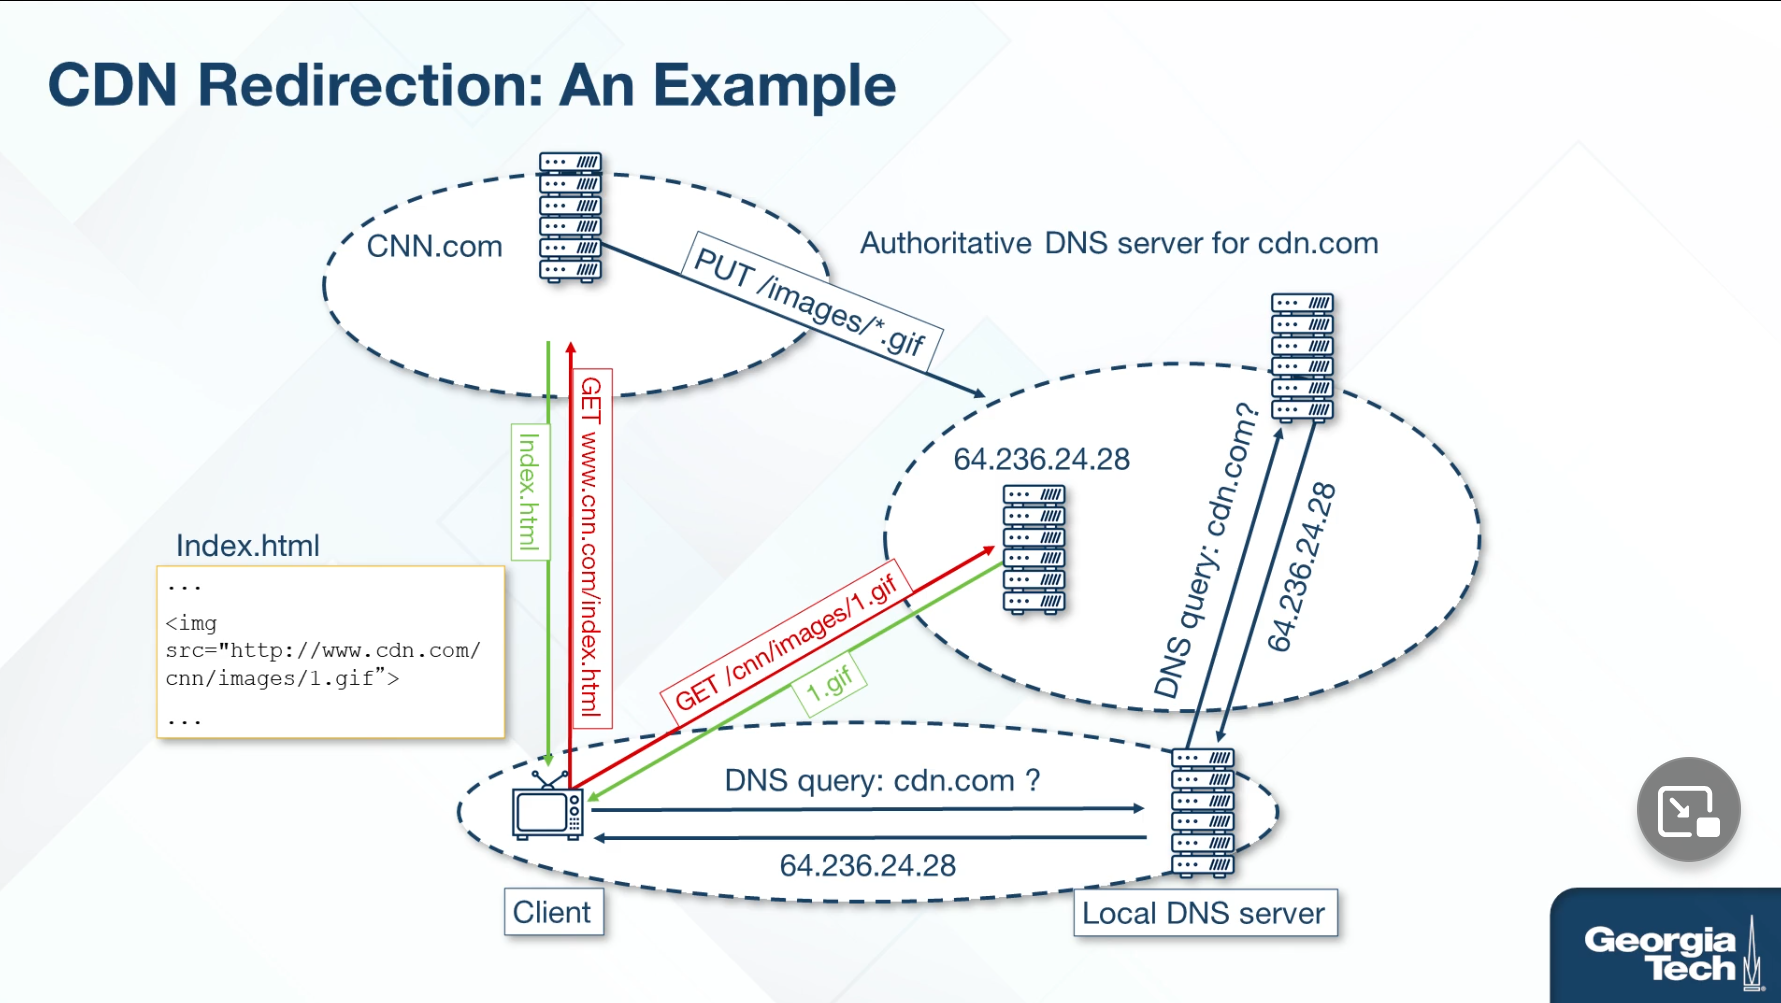 CDN Redirection: An Example
CNN.com
PUT /images/*.gif
Authoritative DNS server for cdn.com
GET www.cnn.com/index.html
Index.html
64.236.24.28
DNS query: cdn.com?
64.236.24.28
Index.html
...
<img
src="http://www.cdn.com/
cnn/images/1.gif”>
...
GET /cnn/images/1.gif
1.gif
DNS query: cdn.com ?
64.236.24.28
Client
Local DNS server
Georgia
Tech